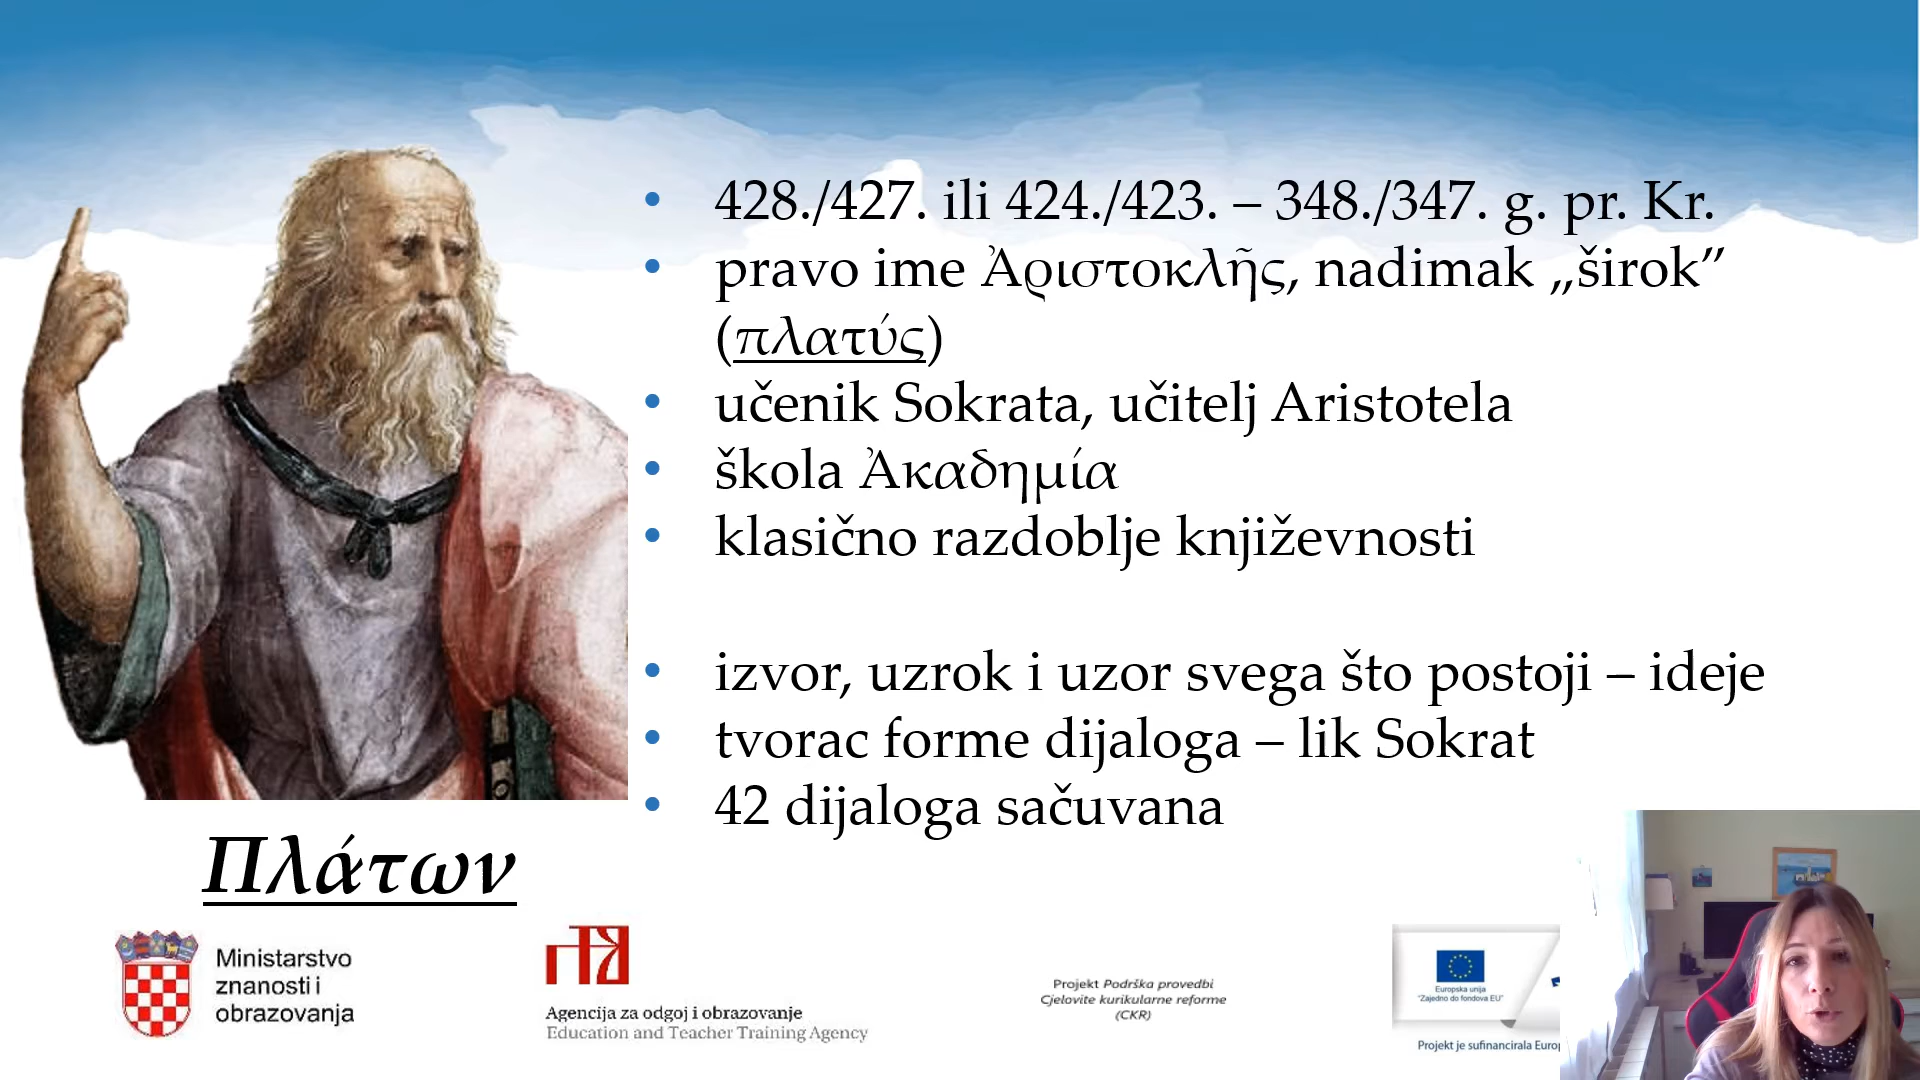 428./427. ili 424./423. – 348./347. g. pr. Kr.
pravo ime Ἀριστοκλῆς, nadimak „širok”
(πλατύς)
učenik Sokrata, učitelj Aristotela
škola Ἀκαδημία
klasično razdoblje književnosti
izvor, uzrok i uzor svega što postoji – ideje
tvorac forme dijaloga – lik Sokrat
42 dijaloga sačuvana
Πλάτων
Ministarstvo
znanosti i
obrazovanja
Agencija za odgoj i obrazovanje
Education and Teacher Training Agency
Projekt Podrška provedbi
Cjelovite kurikularne reforme
(CKR)
Europska unija
"Zajedno do fondova EU"
Projekt je sufinancirala Europ